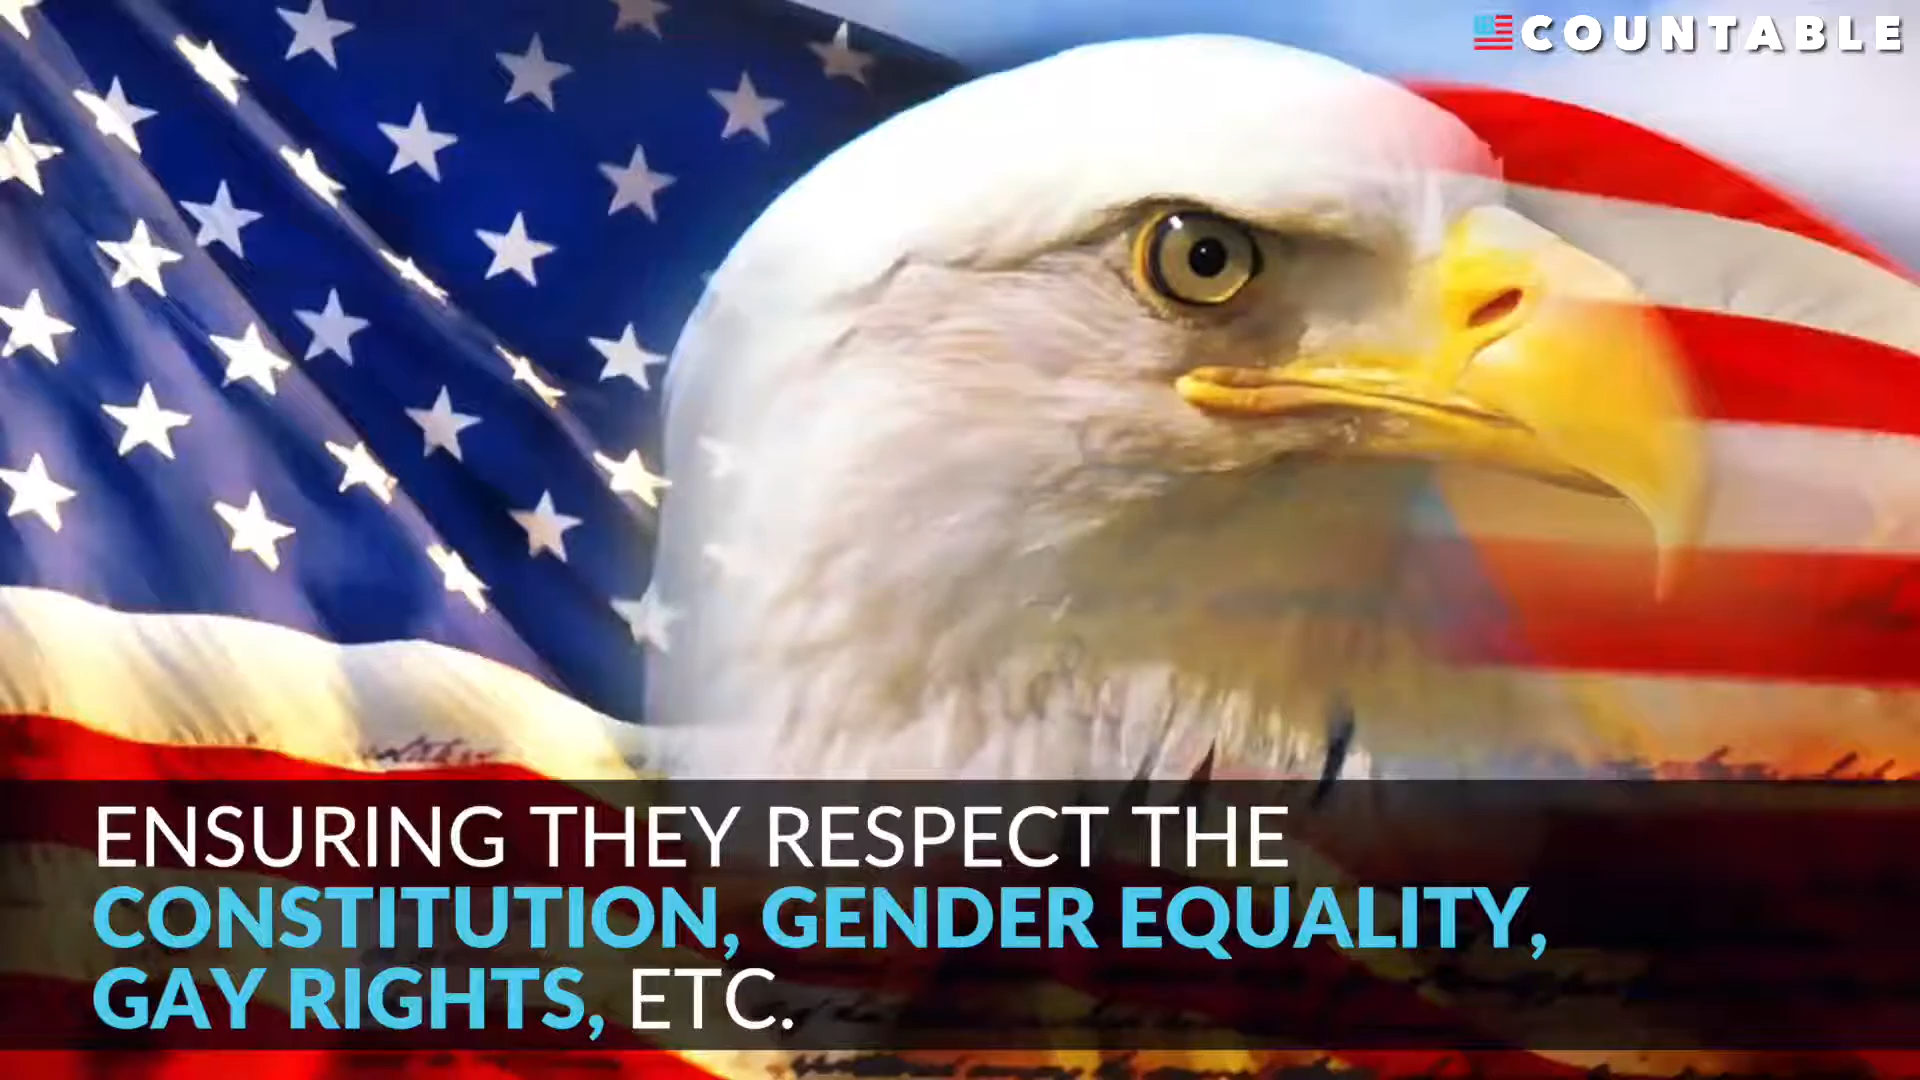 COUNTABLE
ENSURING THEY RESPECT THE
CONSTITUTION, GENDER EQUALITY,
GAY RIGHTS, ETC.